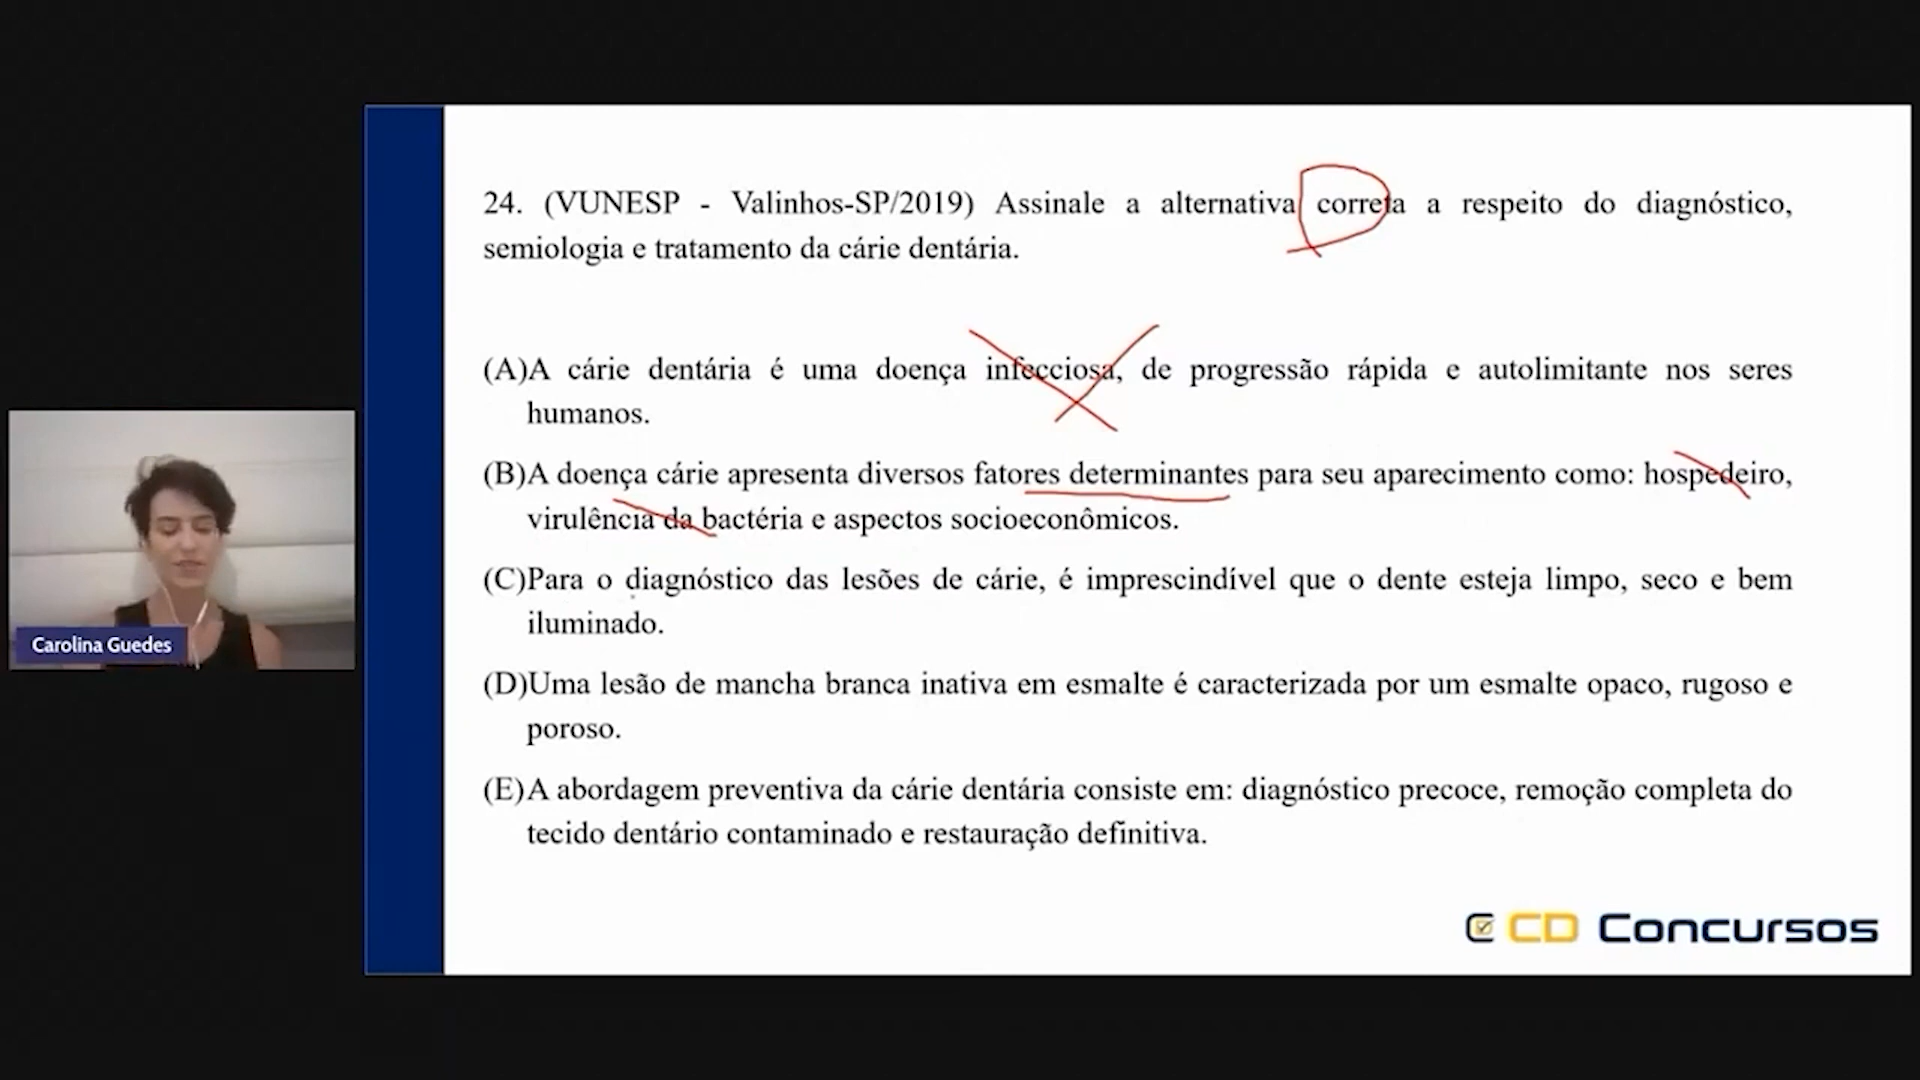 24. (VUNESP - Valinhos-SP/2019) Assinale a alternativa correta a respeito do diagnóstico,
semiologia e tratamento da cárie dentária.
(A)A cárie dentária é uma doença infecciosa, de progressão rápida e autolimitante nos seres
humanos.
(B)A doença cárie apresenta diversos fatores determinantes para seu aparecimento como: hospedeiro,
virulência da bactéria e aspectos socioeconômicos.
(C)Para o diagnóstico das lesões de cárie, é imprescindível que o dente esteja limpo, seco e bem
iluminado.
(D)Uma lesão de mancha branca inativa em esmalte é caracterizada por um esmalte opaco, rugoso e
poroso.
(E)A abordagem preventiva da cárie dentária consiste em: diagnóstico precoce, remoção completa do
tecido dentário contaminado e restauração definitiva.
Carolina Guedes
CD Concursos